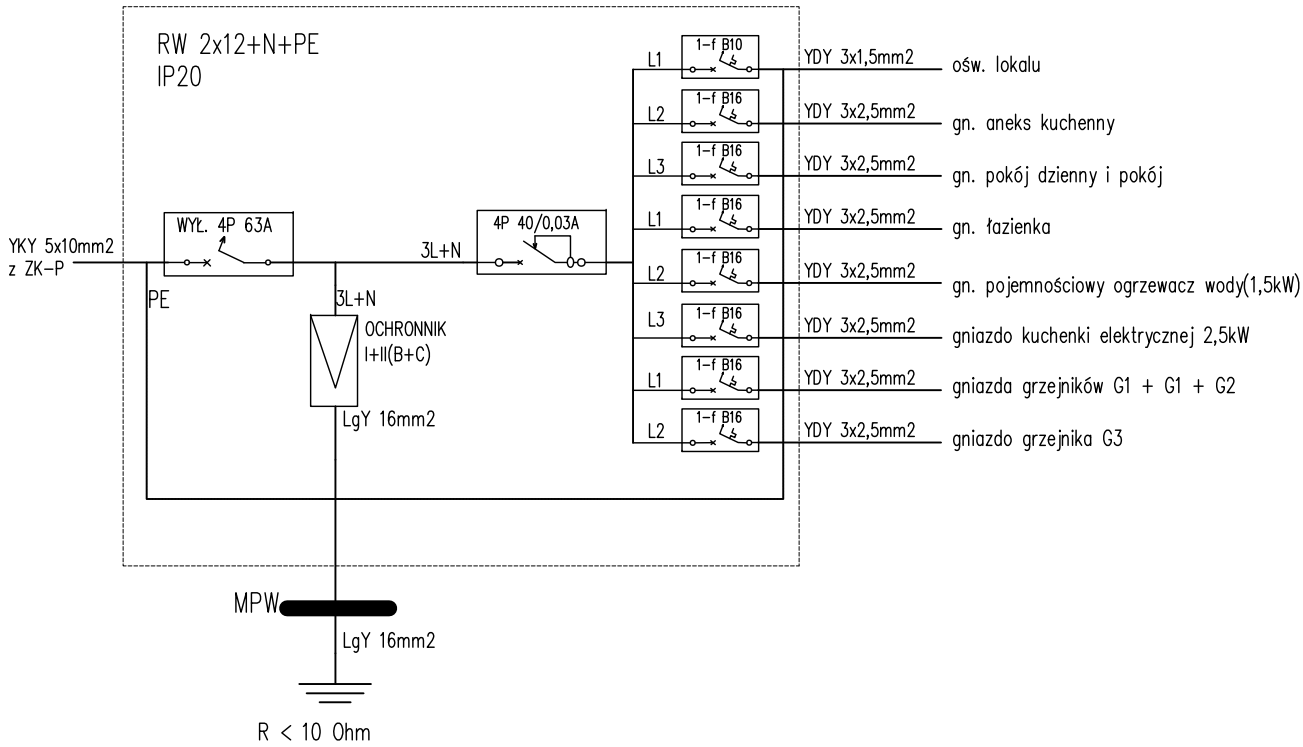 RW 2x12+N+PE
IP20
YKY 5x10mm2
z ZK-P
PE
WYŁ. 4P 63A
3L+N
OCHRONNIK
I+II(B+C)
LgY 16mm2
3L+N
4P 40/0,03A
L1 1-f B10 YDY 3x1,5mm2 ośw. lokalu
L2 1-f B16 YDY 3x2,5mm2 gn. aneks kuchenny
L3 1-f B16 YDY 3x2,5mm2 gn. pokój dzienny i pokój
L1 1-f B16 YDY 3x2,5mm2 gn. łazienka
L2 1-f B16 YDY 3x2,5mm2 gn. pojemnościowy ogrzewacz wody(1,5kW)
L3 1-f B16 YDY 3x2,5mm2 gniazdo kuchenki elektrycznej 2,5kW
L1 1-f B16 YDY 3x2,5mm2 gniazda grzejników G1 + G1 + G2
L2 1-f B16 YDY 3x2,5mm2 gniazdo grzejnika G3
MPW
LgY 16mm2
R < 10 Ohm